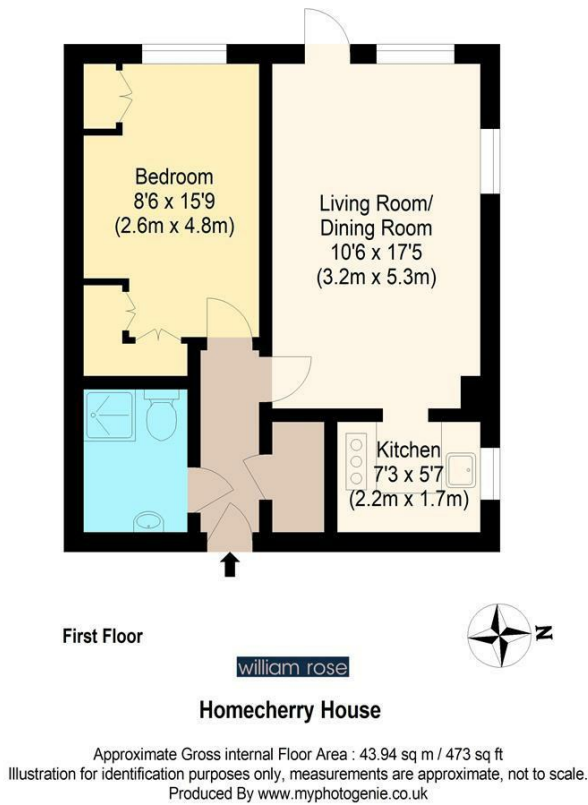 Bedroom
8'6 x 15'9
(2.6m x 4.8m)
Living Room/
Dining Room
10'6 x 17'5
(3.2m x 5.3m)
Kitchen
7'3 x 5'7
(2.2m x 1.7m)
First Floor
N
william rose
Homecherry House
Approximate Gross internal Floor Area : 43.94 sq m / 473 sq ft
Illustration for identification purposes only, measurements are approximate, not to scale.
Produced By www.myphotogenie.co.uk